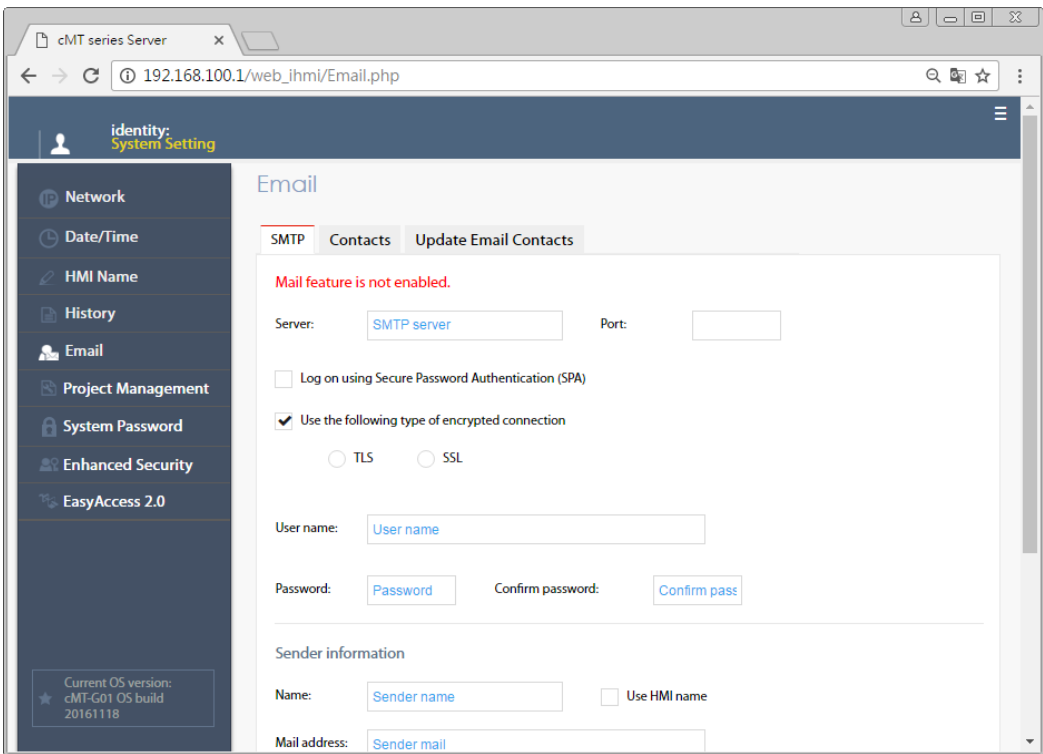 cMT series Server
192.168.100.1/web_ihmi/Email.php
identity:
System Setting
IP Network
Date/Time
HMI Name
History
Email
Project Management
System Password
Enhanced Security
EasyAccess 2.0
Current OS version:
cMT-G01 OS build
20161118
Email
SMTP Contacts Update Email Contacts
Mail feature is not enabled.
Server: SMTP server Port:
Log on using Secure Password Authentication (SPA)
Use the following type of encrypted connection
TLS SSL
User name: User name
Password: Password Confirm password: Confirm pass
Sender information
Name: Sender name Use HMI name
Mail address: Sender mail